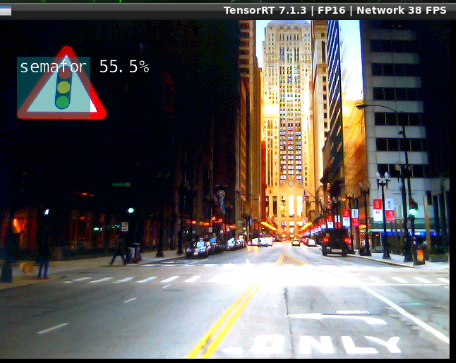 TensorRT 7.1.3 | FP16 | Network 38 FPS
semafor 55.5%
ONLY